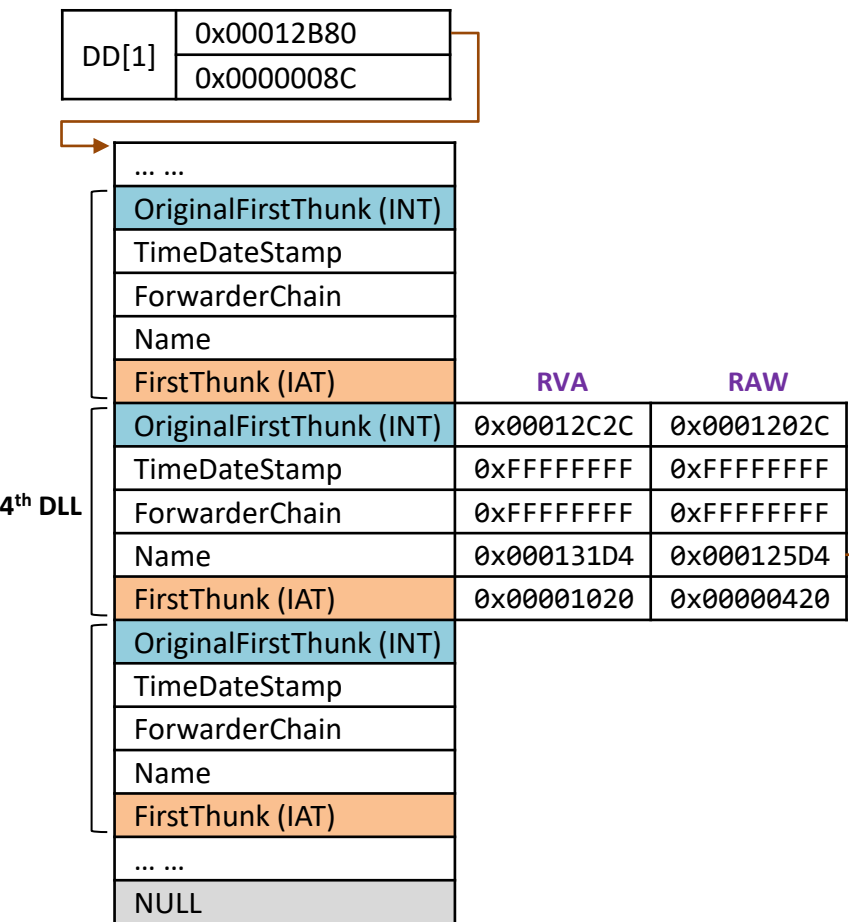 DD[1]
0x00012B80
0x0000008C
... ...
OriginalFirstThunk (INT)
TimeDateStamp
ForwarderChain
Name
FirstThunk (IAT) RVA RAW
OriginalFirstThunk (INT) 0x00012C2C 0x0001202C
TimeDateStamp 0xFFFFFFFF 0xFFFFFFFF
4th DLL
ForwarderChain 0xFFFFFFFF 0xFFFFFFFF
Name 0x000131D4 0x000125D4
FirstThunk (IAT) 0x00001020 0x00000420
OriginalFirstThunk (INT)
TimeDateStamp
ForwarderChain
Name
FirstThunk (IAT)
... ...
NULL